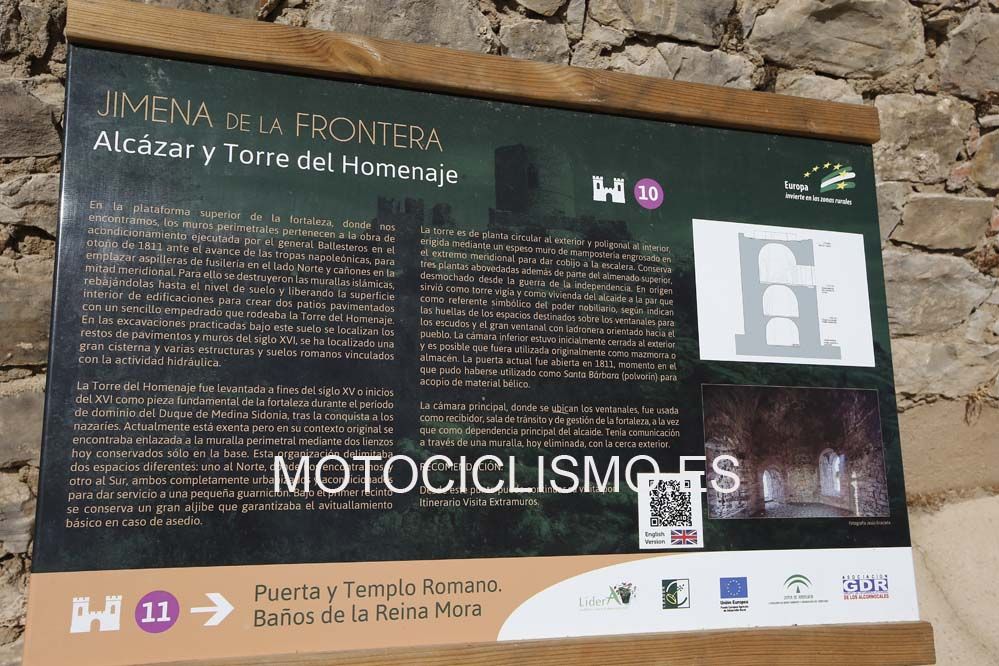 JIMENA DE LA FRONTERA
Alcázar y Torre del Homenaje
10
Europa
invierte en las zonas rurales
En la plataforma superior de la fortaleza, donde nos
encontramos, los muros perimetrales pertenecen a la obra de
acondicionamiento ejecutada por el general Ballesteros en el
otoño de 1811 ante el avance de las tropas napoleónicas, para
emplazar aspilleras de fusilería en el lado Norte y cañones en la
mitad meridional. Para ello se destruyeron las murallas islámicas,
rebajándolas hasta el nivel de suelo y liberando la superficie
interior de edificaciones para crear dos patios pavimentados
con un sencillo empedrado que rodeaba la Torre del Homenaje.
En las excavaciones practicadas bajo este suelo se localizan los
restos de pavimentos y muros del siglo XVI, se ha localizado una
gran cisterna y varias estructuras y suelos romanos vinculados
con la actividad hidráulica.
La Torre del Homenaje fue levantada a fines del siglo XV o inicios
del XVI como pieza fundamental de la fortaleza durante el período
de dominio del Duque de Medina Sidonia, tras la conquista a los
nazaríes. Actualmente está exenta pero en su contexto original se
encontraba enlazada a la muralla perimetral mediante dos lienzos
hoy conservados sólo en la base. Esta organización delimitaba
dos espacios diferentes: uno al Norte,
otro al Sur, ambos completamente
para dar servicio a una pequeña guarnición. Bajo el primer recinto
se conserva un gran aljibe que garantizaba el avituallamiento
básico en caso de asedio.
La torre es de planta circular al exterior y poligonal al interior,
erigida mediante un espeso muro de mampostería engrosado en
el extremo meridional para dar cobijo a la escalera. Conserva
tres plantas abovedadas además de parte del almenado superior,
desmochado desde la guerra de la independencia. En origen
sirvió como torre vigía y como vivienda del alcaide a la par que
como referente simbólico del poder nobiliario, según indican
las huellas de los espacios destinados sobre los ventanales para
los escudos y el gran ventanal con ladronera orientado hacia el
pueblo. La cámara inferior estuvo inicialmente cerrada al exterior
y es posible que fuera utilizada originalmente como mazmorra o
almacén. La puerta actual fue abierta en 1811, momento en el
que pudo haberse utilizado como Santa Bárbara (polvorín) para
acopio de material bélico.
La cámara principal, donde se ubican los ventanales, fue usada
como recibidor, sala de tránsito y de gestión de la fortaleza, a la vez
que como dependencia principal del alcaide. Tenía comunicación
a través de una muralla, hoy eliminada, con la cerca exterior.
RECOMENDACIÓN:
Desde este punto puede continuar la visita por
Itinerario Visita Extramuros.
MOTOCICLISMO.ES
English
Version
Fotografía Jesús Gracieta
11
Puerta y Templo Romano.
Baños de la Reina Mora
LiderA
Unión Europea
JUNTA DE ANDALUCIA
ASOCIACION
GDR
DE LOS ALCORNOCALES